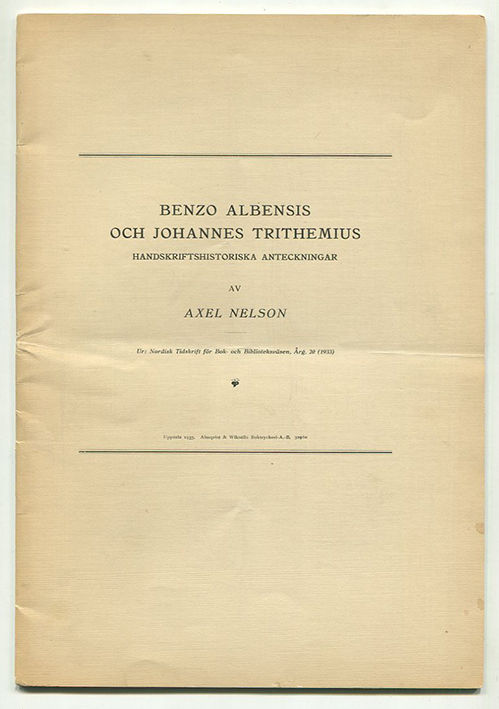 BENZO ALBENSIS
OCH JOHANNES TRITHEMIUS
HANDSKRIFTSHISTORISKA ANTECKNINGAR
AV
AXEL NELSON
Ur: Nordisk Tidskrift för Bok- och Biblioteksväsen, Årg. 20 (1933)
Uppsala 1933. Almqvist & Wiksells Boktryckeri-A.-B.